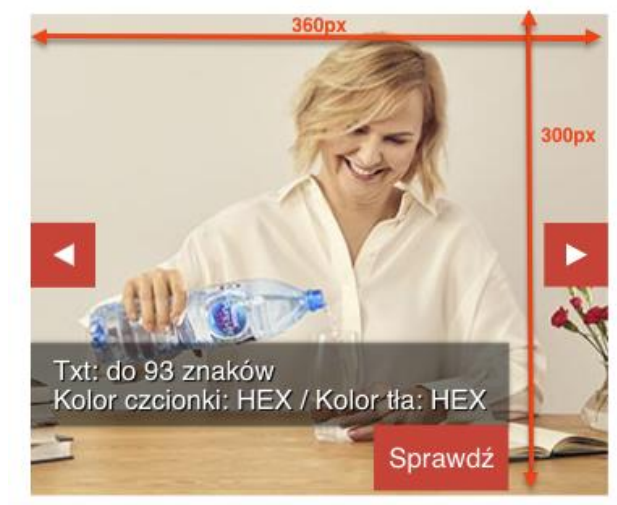 360px
300px
Txt: do 93 znaków
Kolor czcionki: HEX / Kolor tła: HEX
Sprawdź